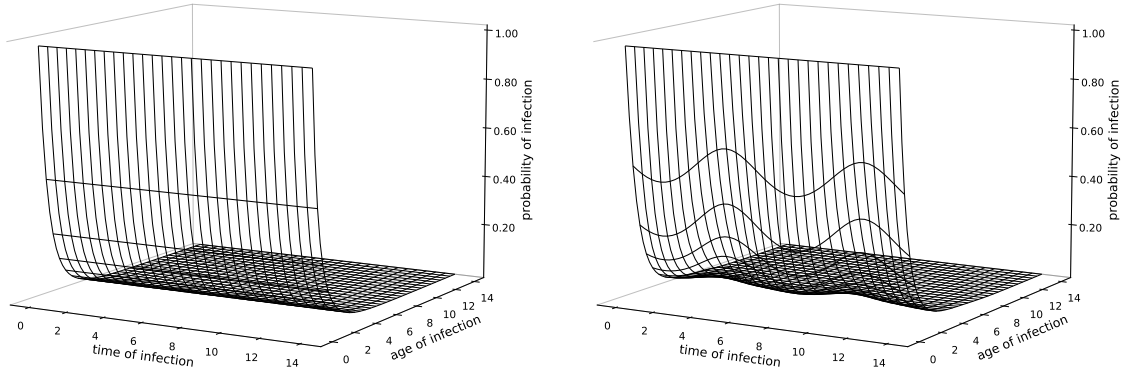 1.00
0.80
0.60
0.40
0.20
probability of infection
0 2 4 6 8 10 12 14
time of infection
0 2 4 6 8 10 12 14
age of infection
1.00
0.80
0.60
0.40
0.20
probability of infection
0 2 4 6 8 10 12 14
time of infection
0 2 4 6 8 10 12 14
age of infection